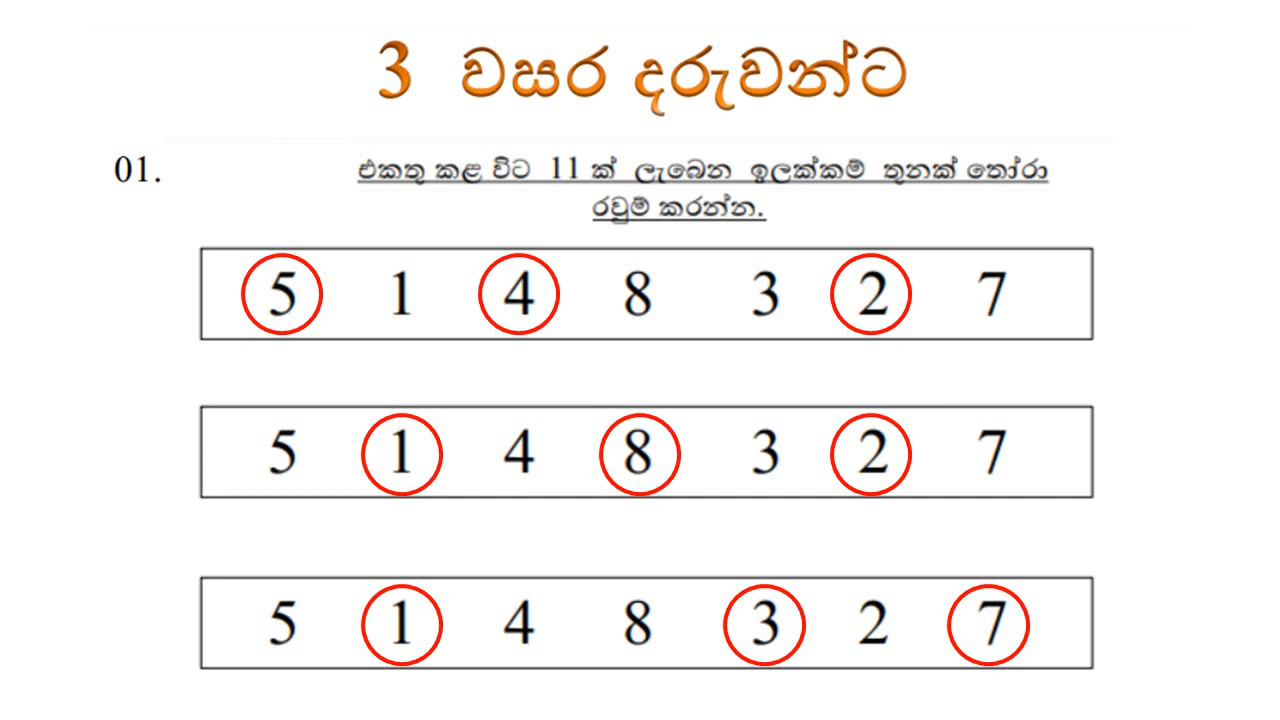 3 වසර දරුවන්ට
01. එකතු කළ විට 11 ක් ලැබෙන ඉලක්කම් තුනක් තෝරා
රවුම් කරන්න.
5 1 4 8 3 2 7
5 1 4 8 3 2 7
5 1 4 8 3 2 7